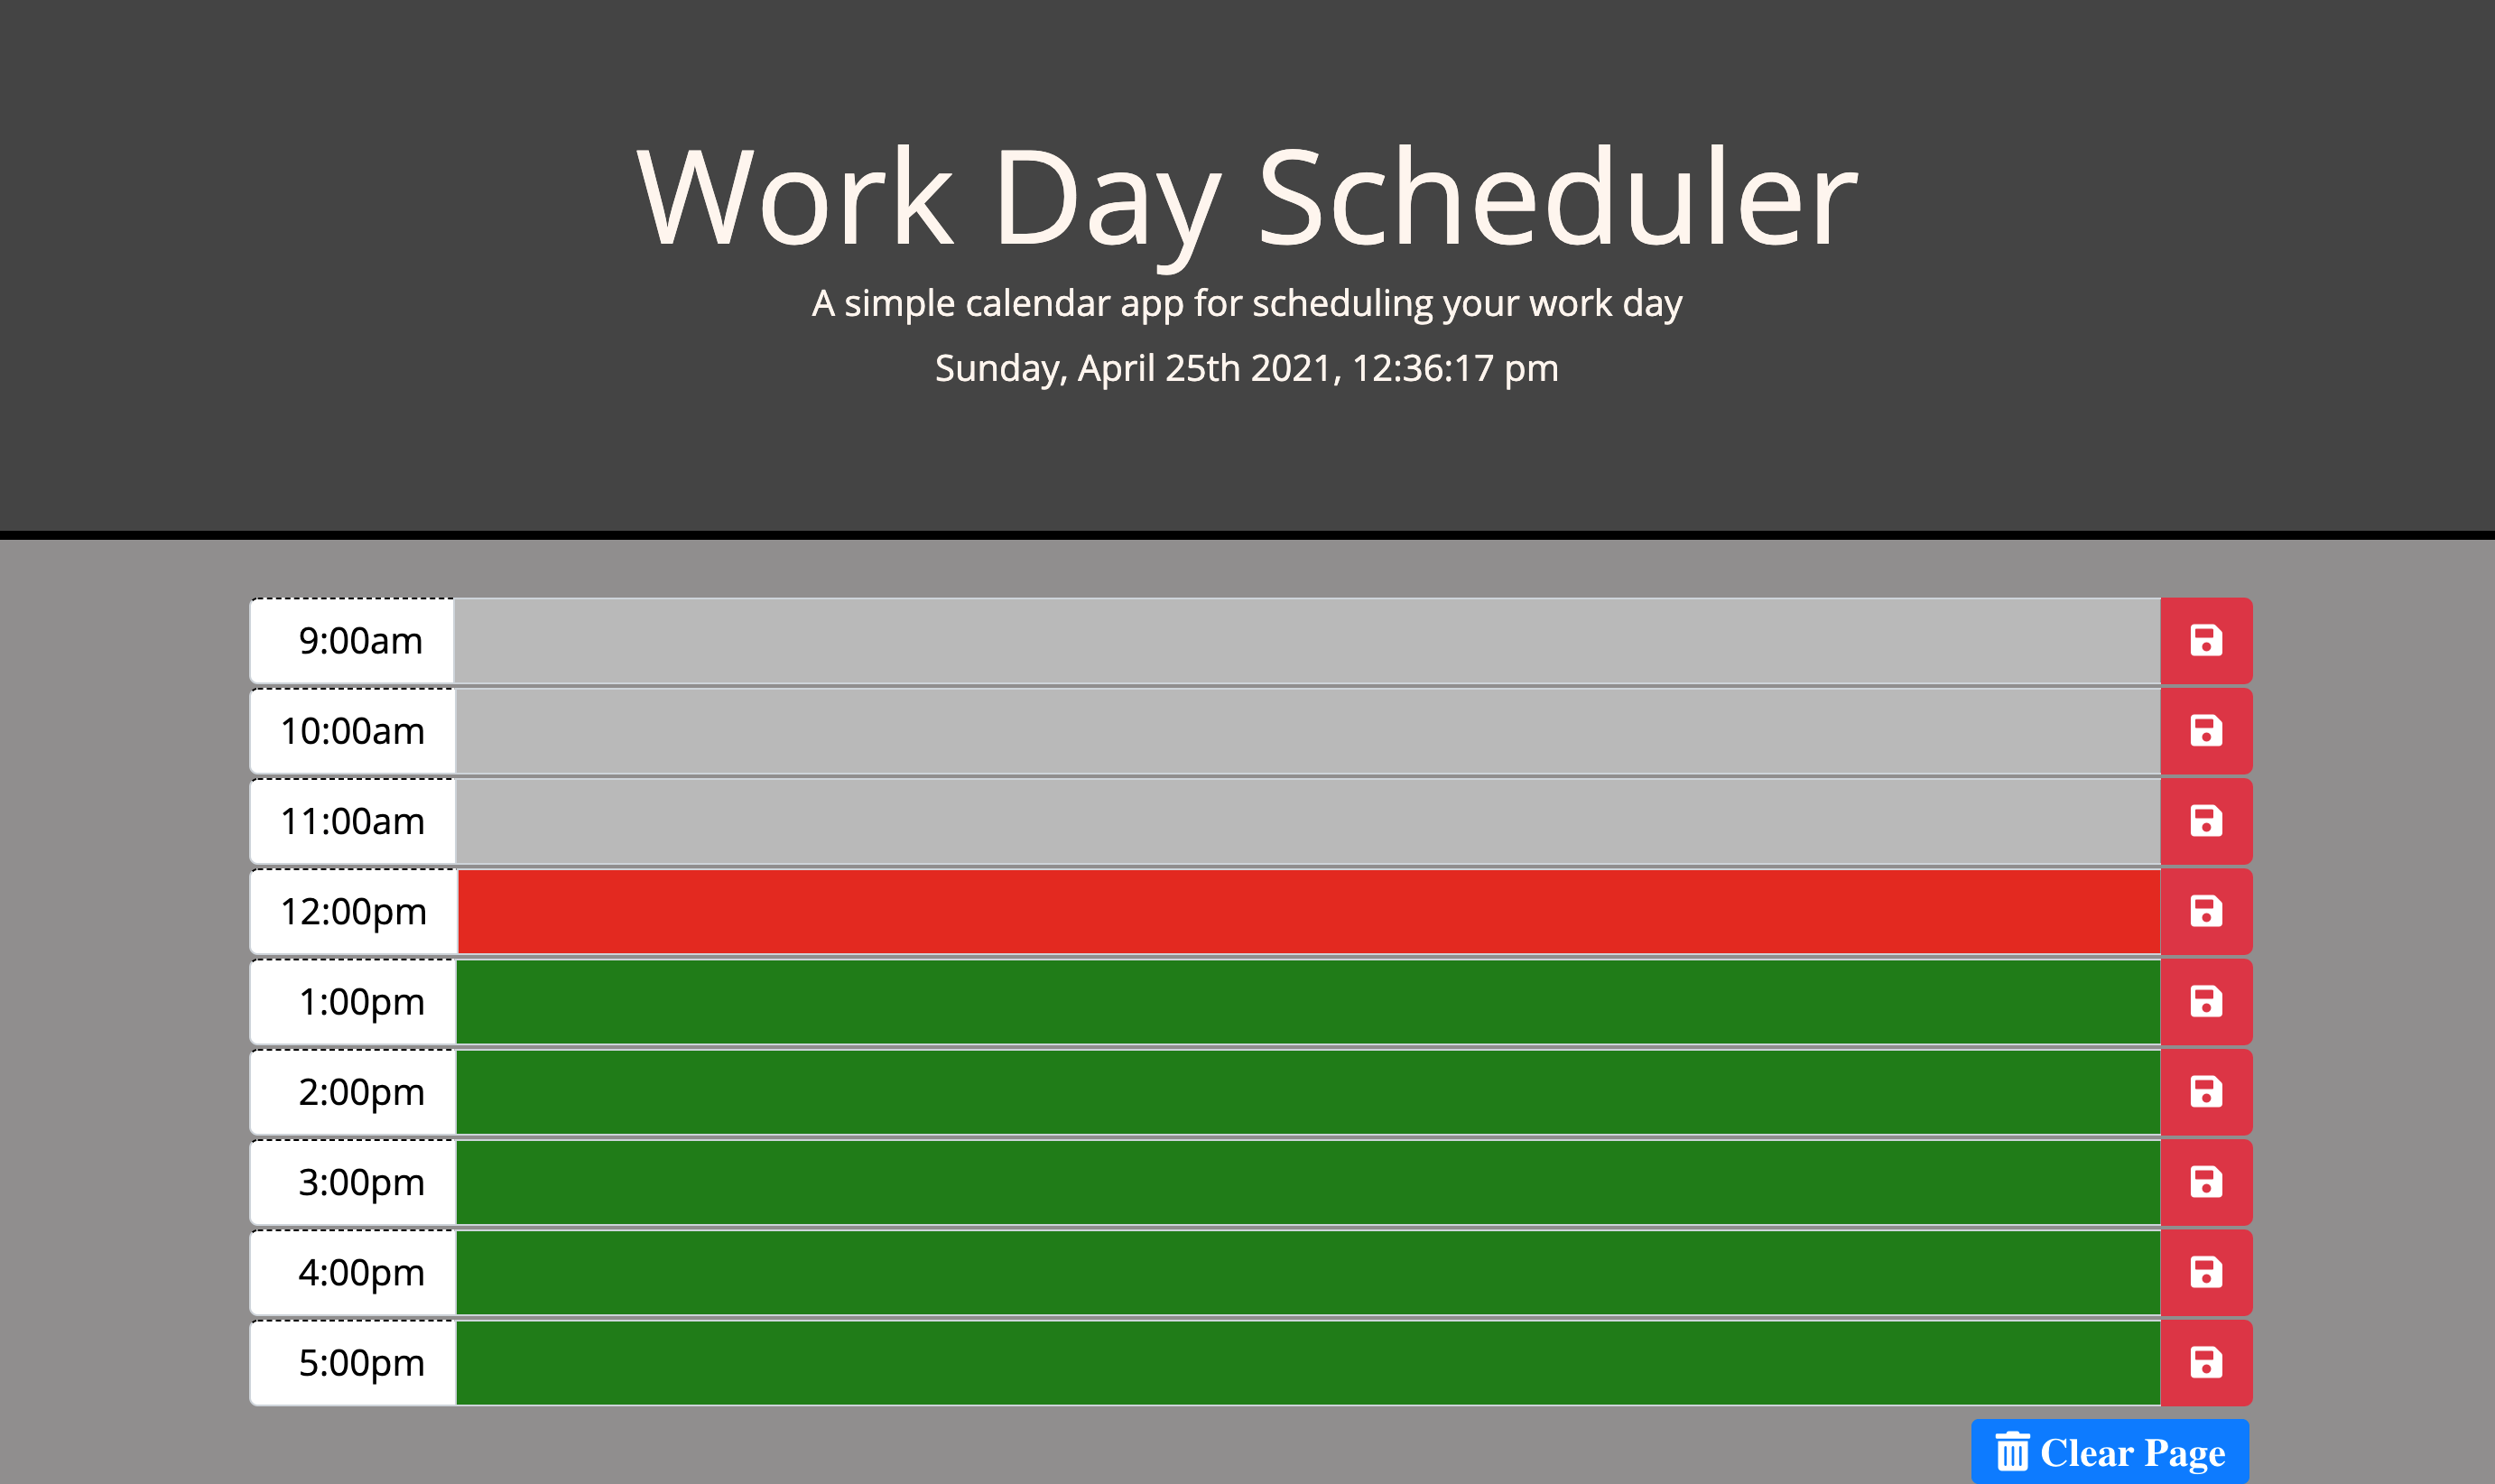 Work Day Scheduler
A simple calendar app for scheduling your work day
Sunday, April 25th 2021, 12:36:17 pm
9:00am
10:00am
11:00am
12:00pm
1:00pm
2:00pm
3:00pm
4:00pm
5:00pm
Clear Page